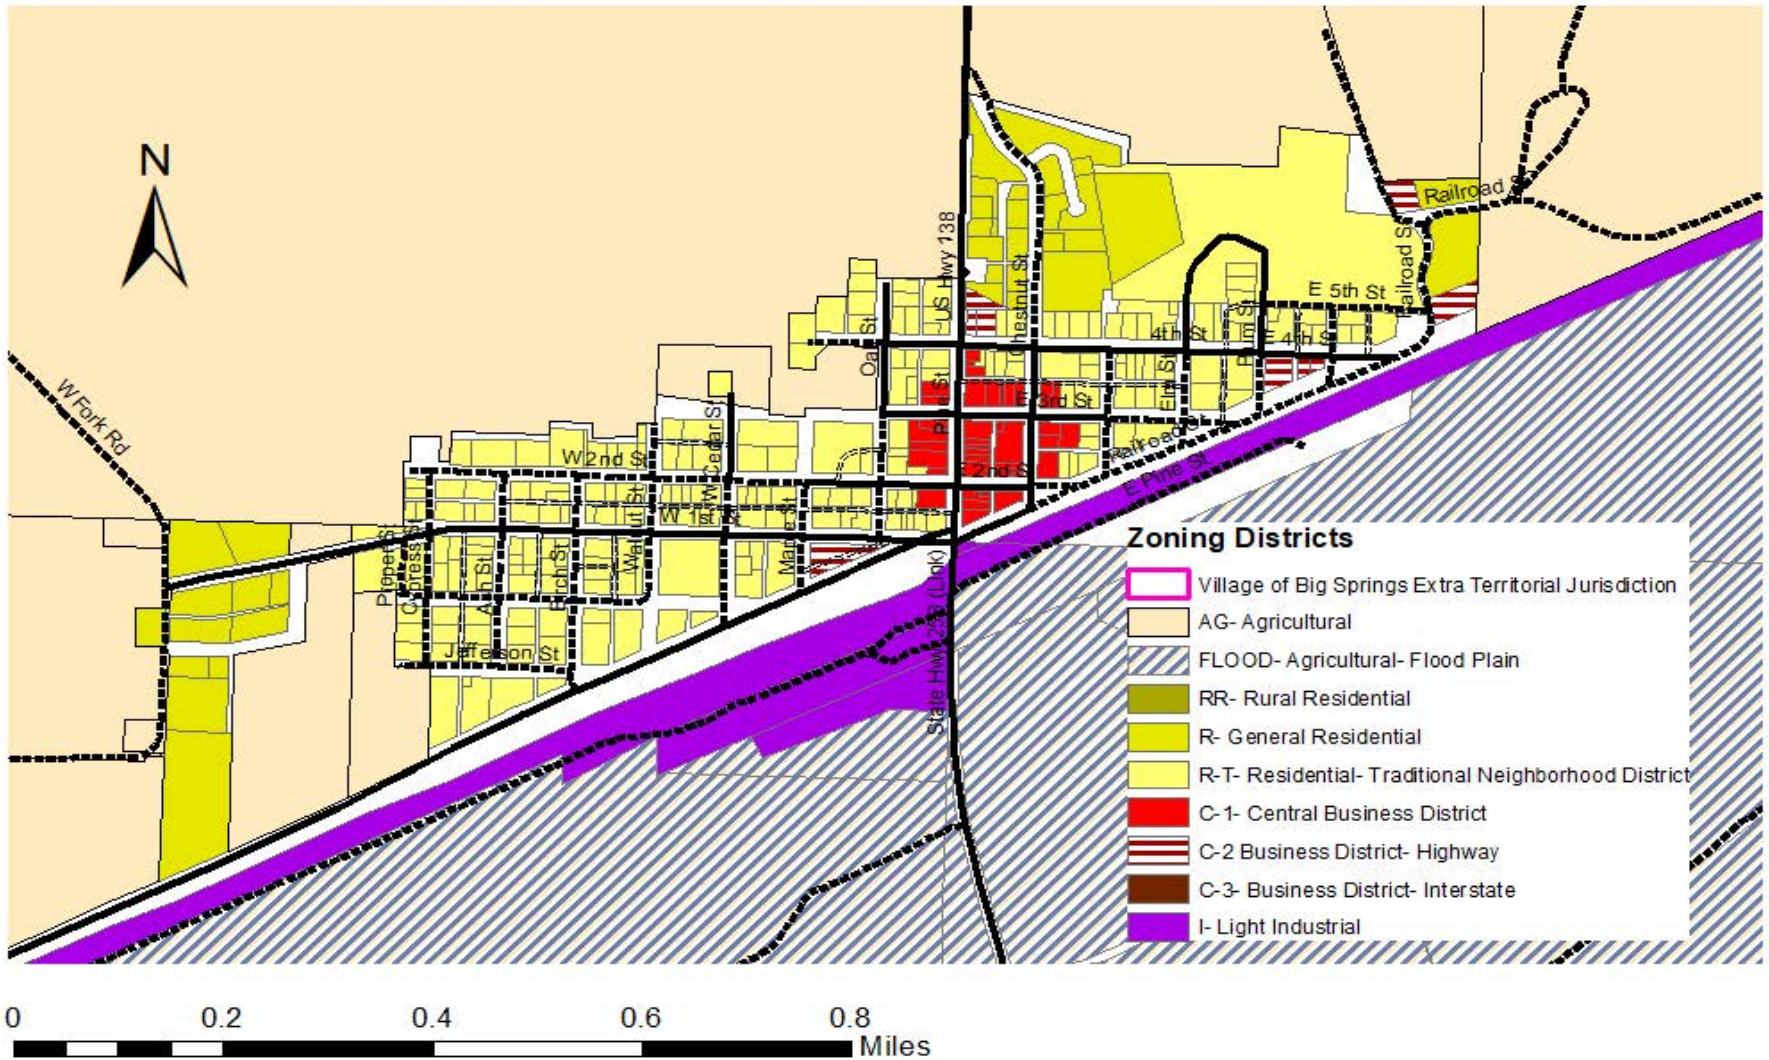 N
US Hwy 138
Chestnut St
Railroad St
Railroad St
E 5th St
4th St
E 4th St
Plum St
Elm St
Oak St
Pine St
E 3rd St
Railroad St
E 2nd St
E Pine St
W Fork Rd
W Cedar St
W 2nd St
W 1st St
Walnut St
Maple St
Cypress St
Ash St
Birch St
Jefferson St
State Hwy 25B (Link)
Zoning Districts
Village of Big Springs Extra Territorial Jurisdiction
AG- Agricultural
FLOOD- Agricultural- Flood Plain
RR- Rural Residential
R- General Residential
R-T- Residential- Traditional Neighborhood District
C-1- Central Business District
C-2 Business District- Highway
C-3- Business District- Interstate
I- Light Industrial
0 0.2 0.4 0.6 0.8
Miles